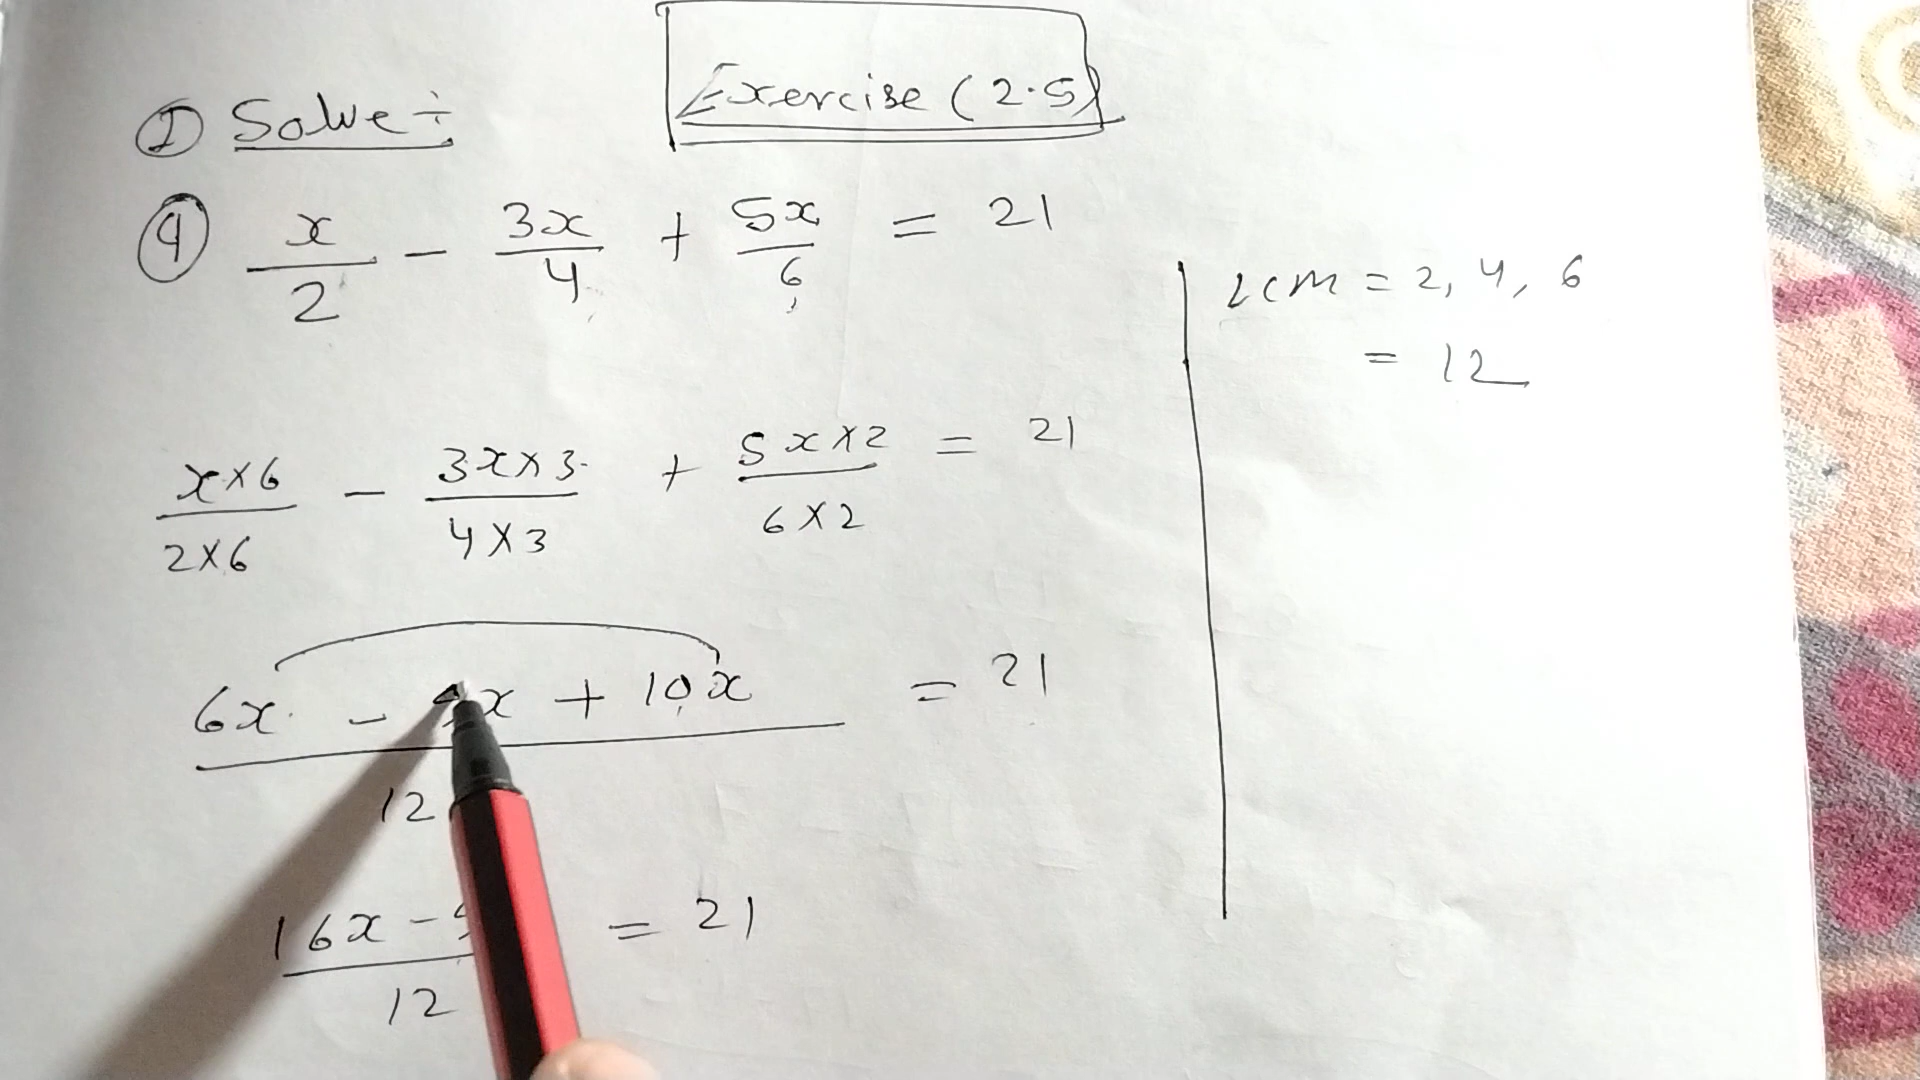 Exercise (2.5)
① Solve ÷
④ x/2 - 3x/4 + 5x/6 = 21
LCM = 2, 4, 6
= 12
x×6/2×6 - 3x×3/4×3 + 5x×2/6×2 = 21
6x - 9x + 10x / 12 = 21
16x - / 12 = 21